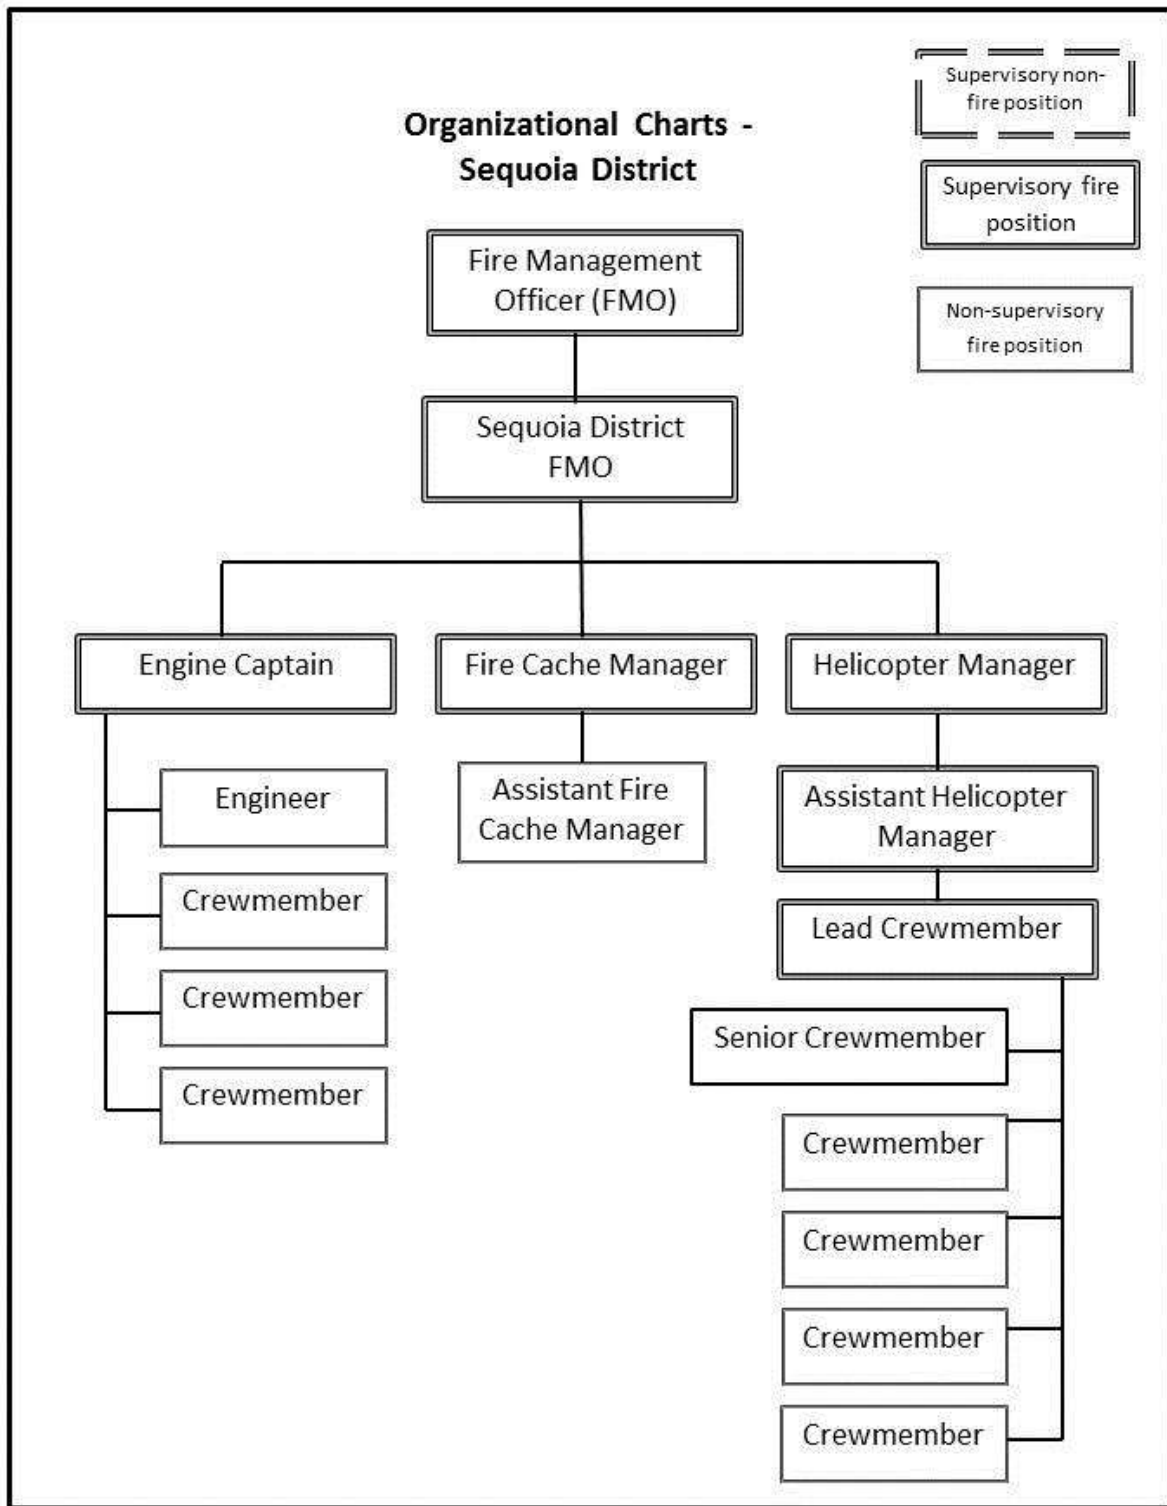 Supervisory non-
fire position
Organizational Charts -
Sequoia District
Supervisory fire
position
Fire Management
Officer (FMO)
Non-supervisory
fire position
Sequoia District
FMO
Engine Captain
Fire Cache Manager
Helicopter Manager
Engineer
Assistant Fire
Cache Manager
Assistant Helicopter
Manager
Crewmember
Lead Crewmember
Crewmember
Senior Crewmember
Crewmember
Crewmember
Crewmember
Crewmember
Crewmember